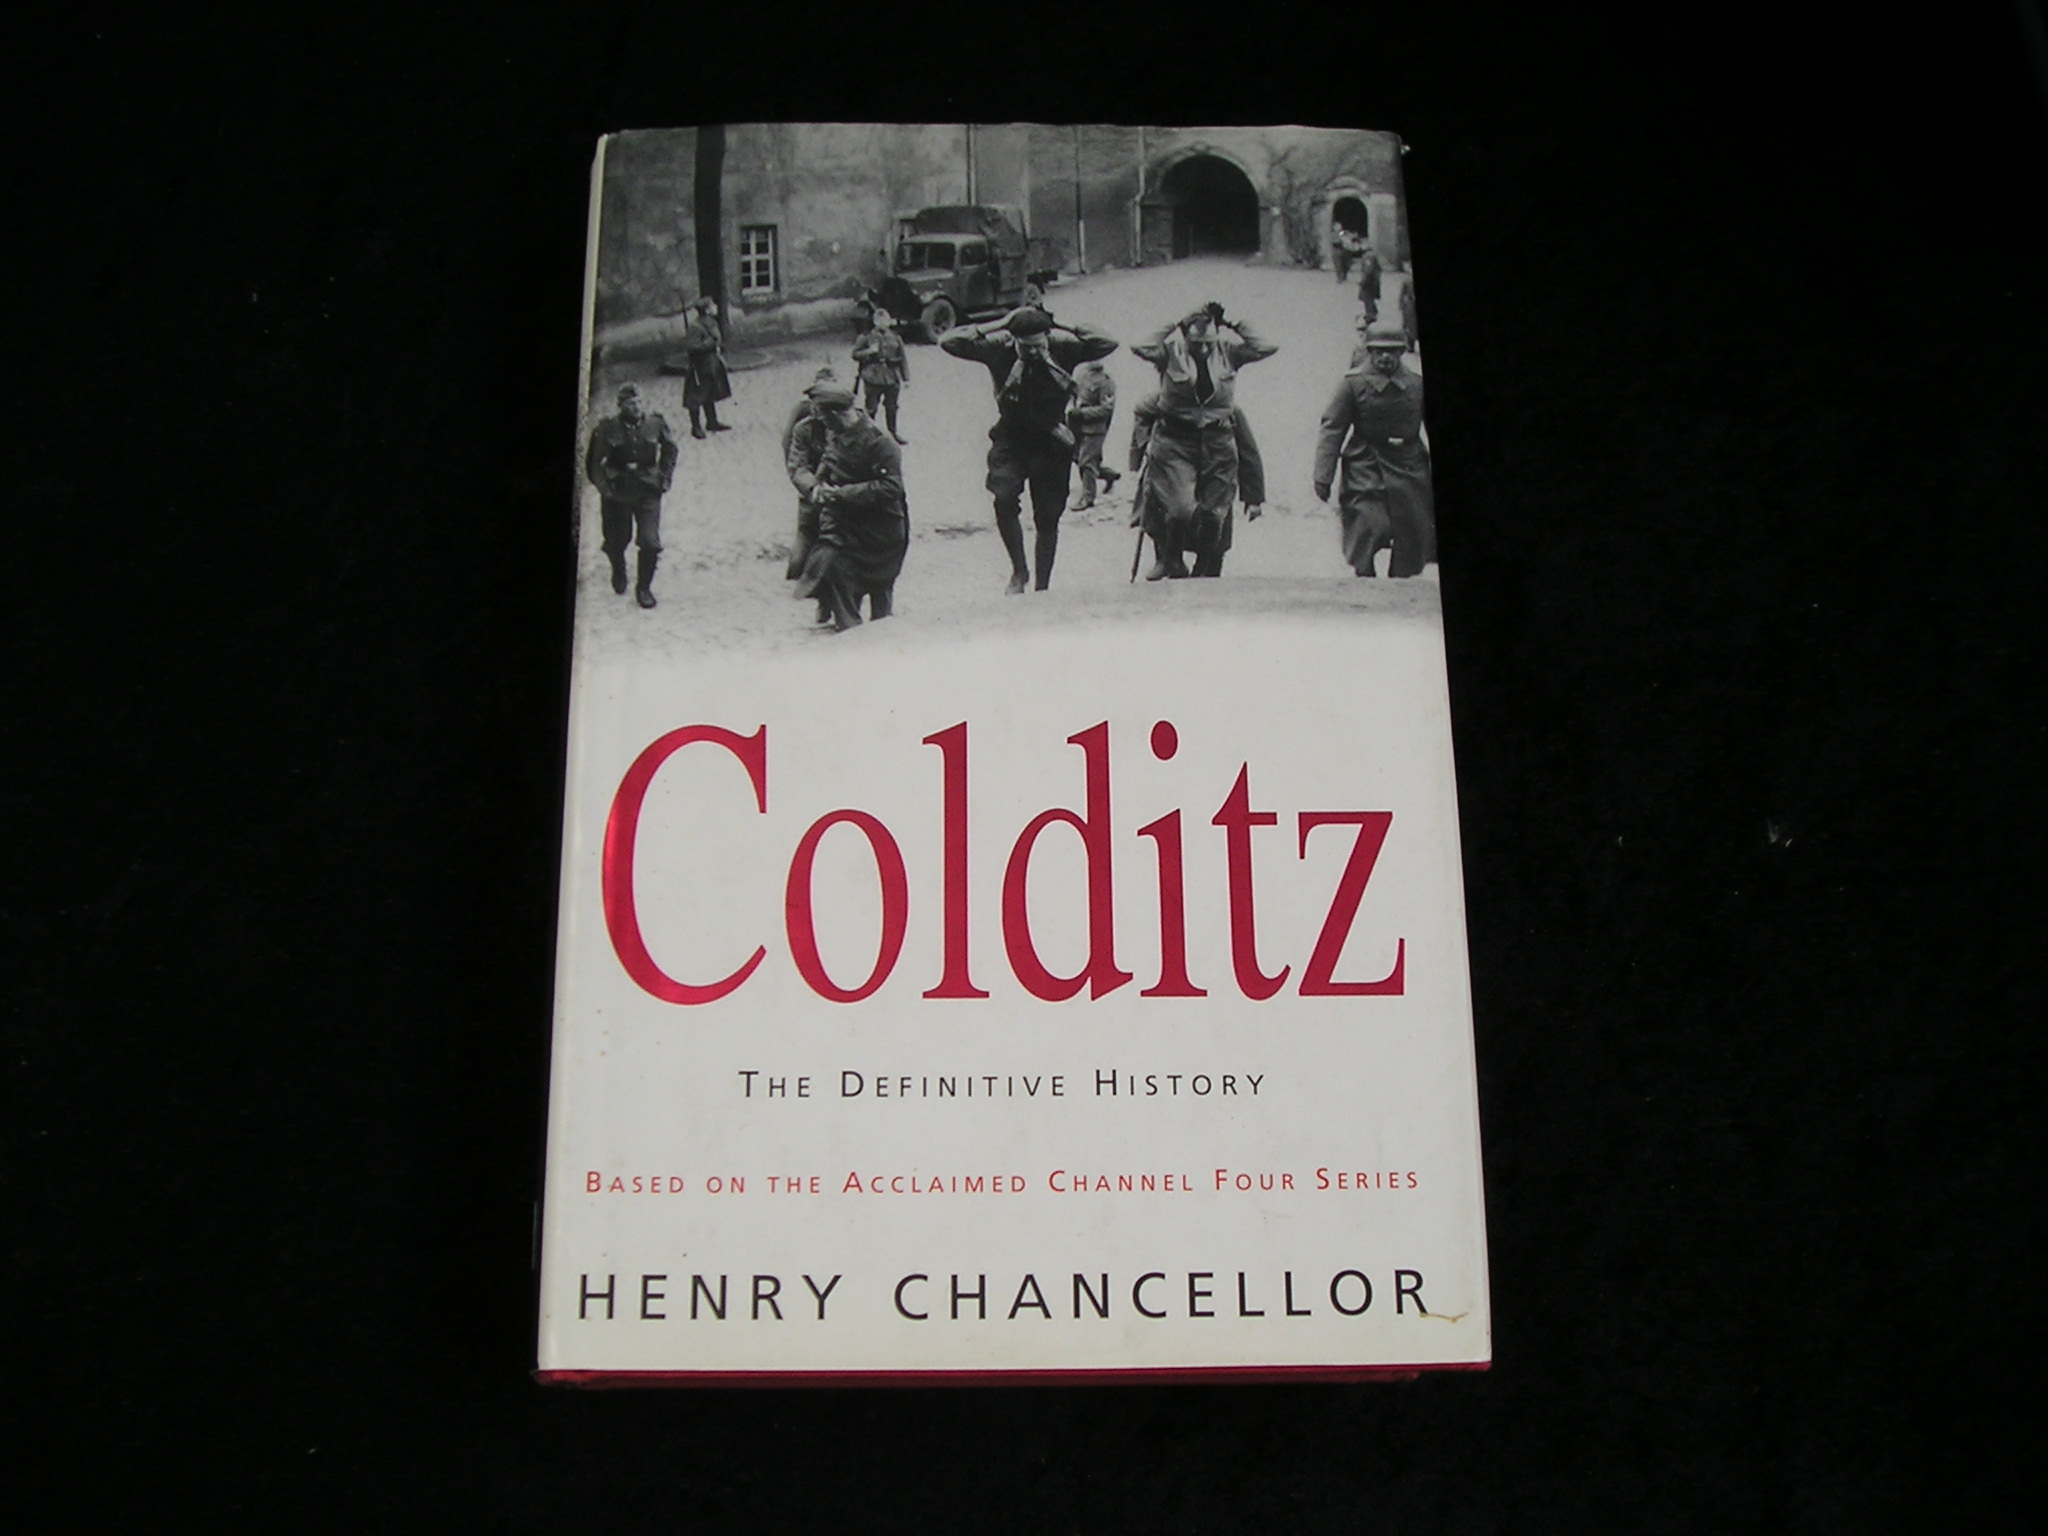 Colditz
THE DEFINITIVE HISTORY
BASED ON THE ACCLAIMED CHANNEL FOUR SERIES
HENRY CHANCELLOR